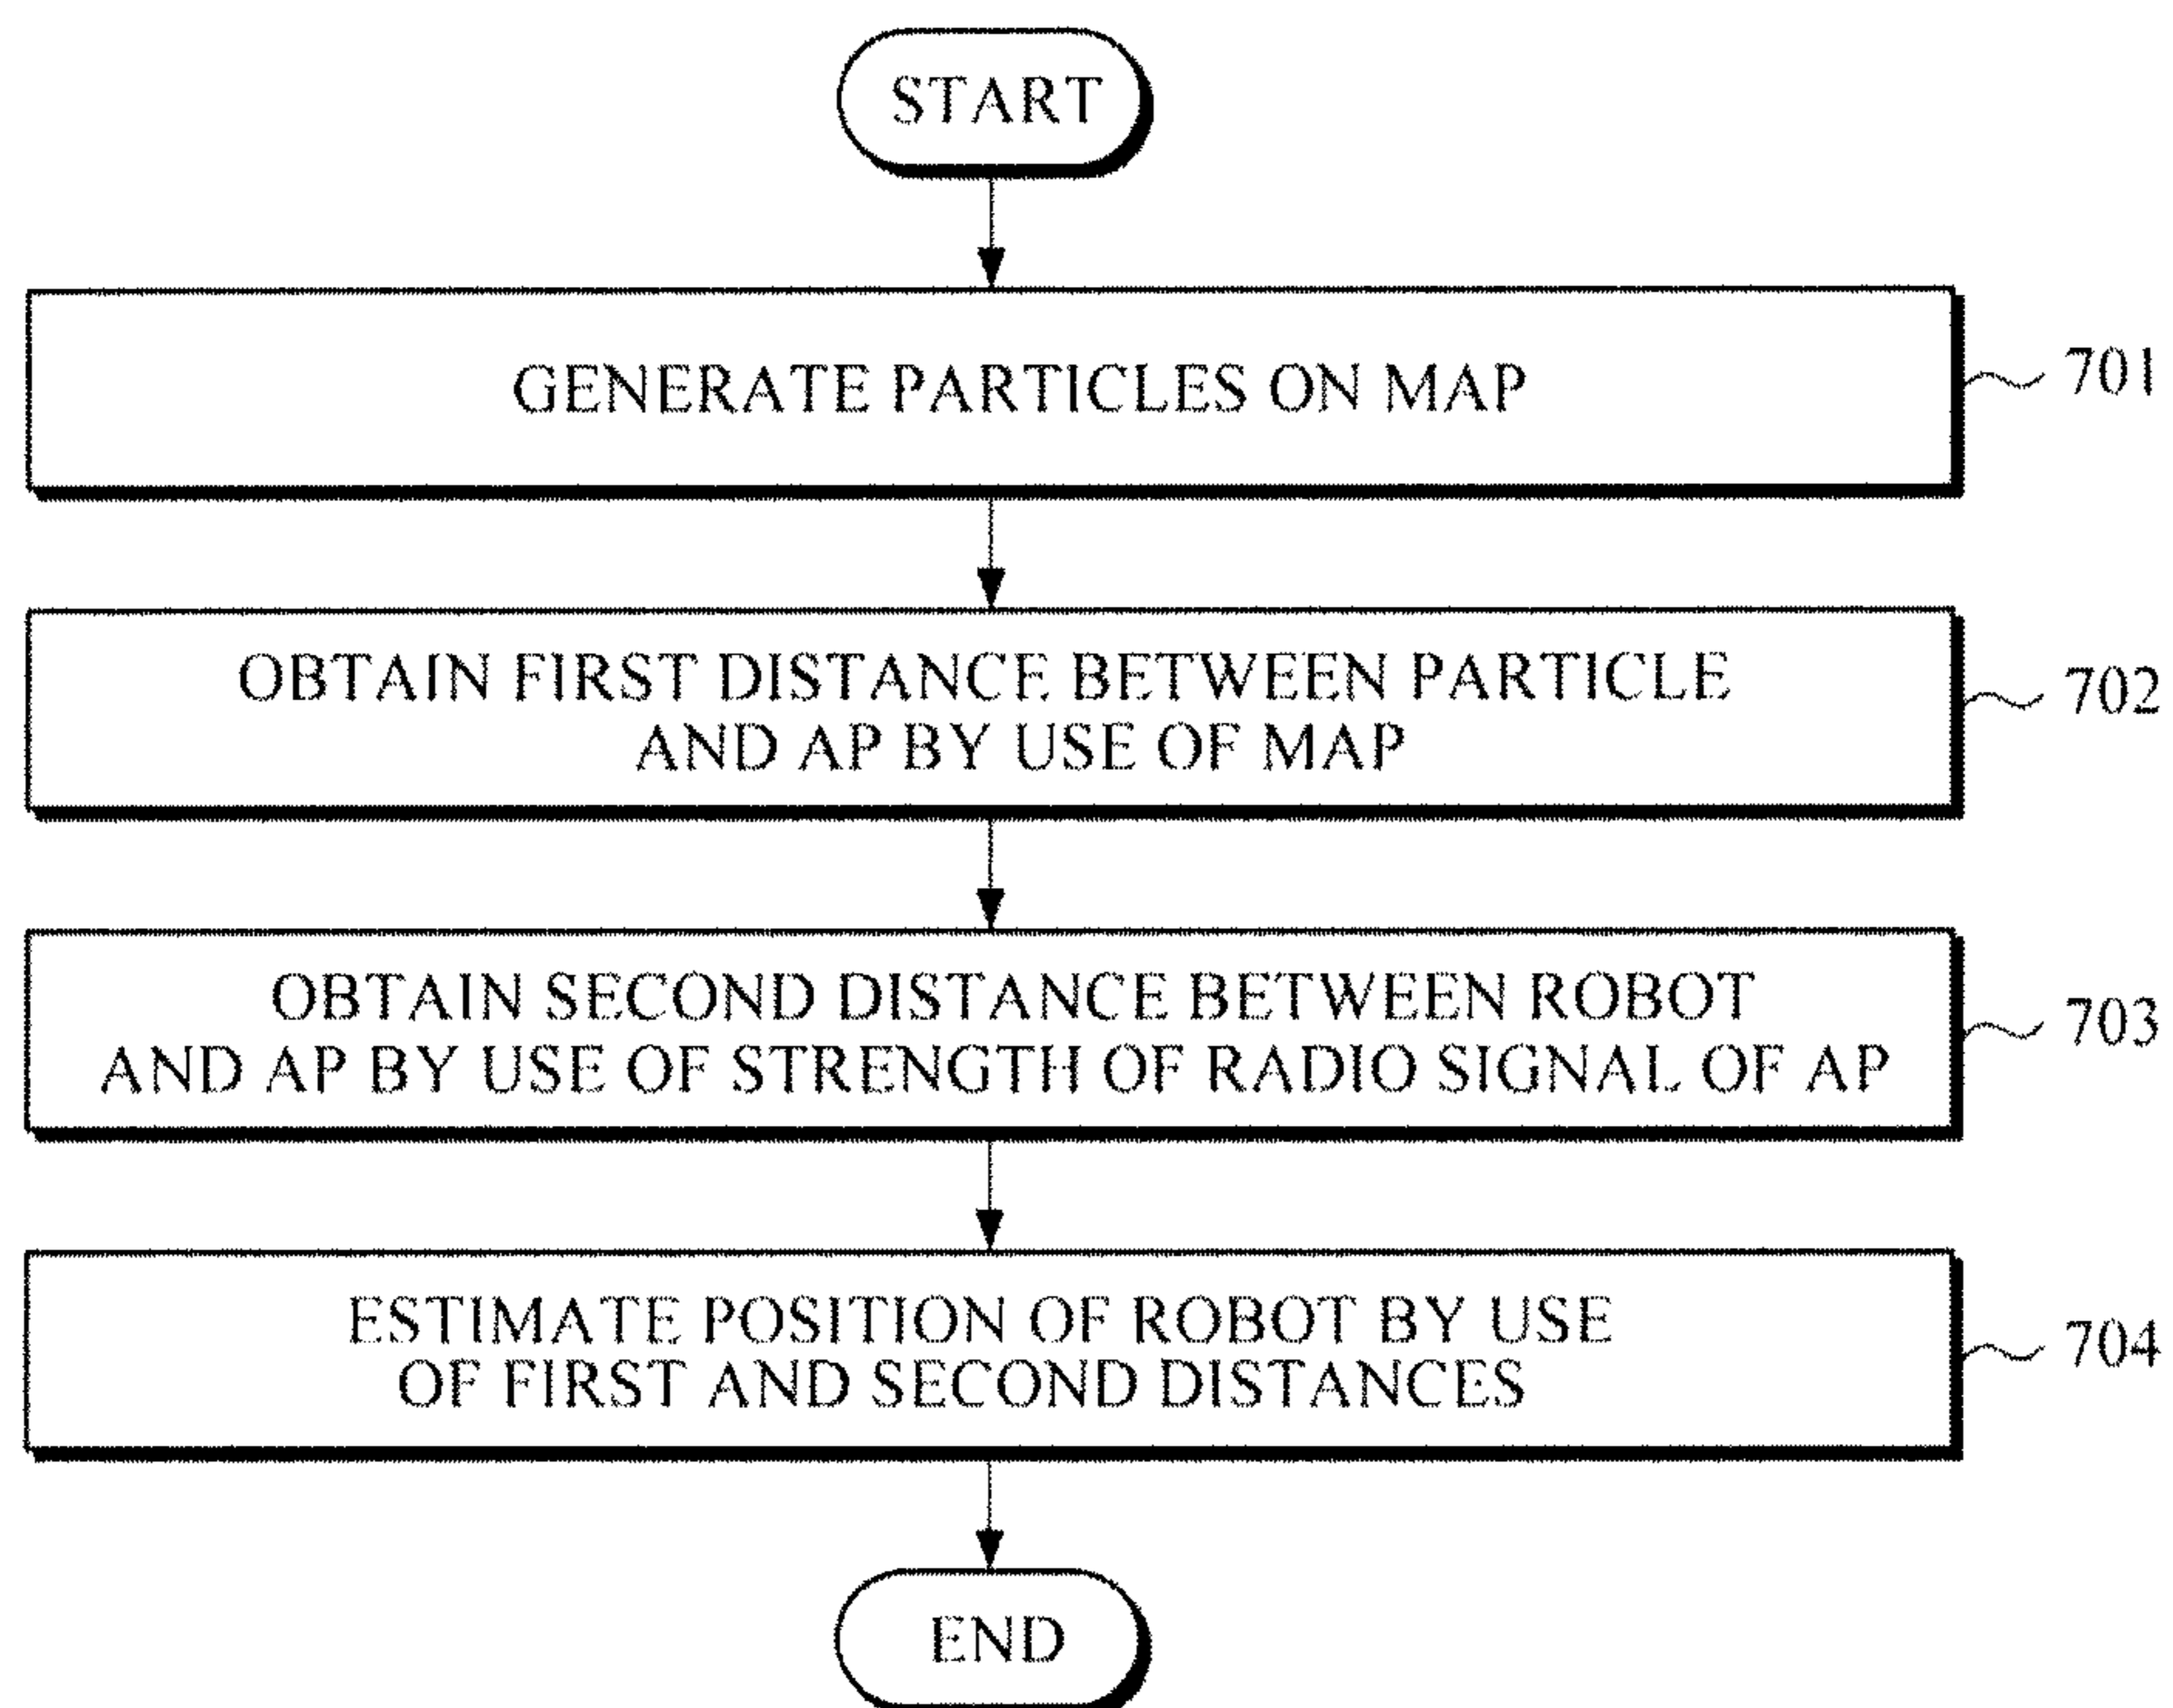 START
GENERATE PARTICLES ON MAP
701
OBTAIN FIRST DISTANCE BETWEEN PARTICLE
AND AP BY USE OF MAP
702
OBTAIN SECOND DISTANCE BETWEEN ROBOT
AND AP BY USE OF STRENGTH OF RADIO SIGNAL OF AP
703
ESTIMATE POSITION OF ROBOT BY USE
OF FIRST AND SECOND DISTANCES
704
END